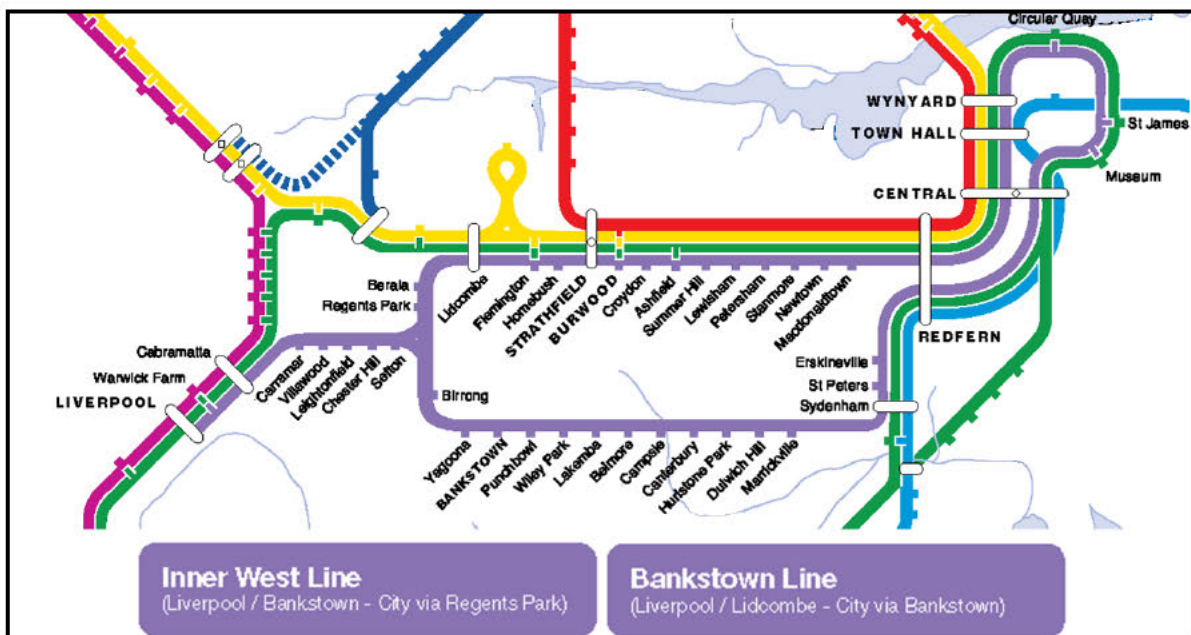 Circular Quay
WYNYARD
TOWN HALL
St James
Museum
CENTRAL
Berala
Regents Park
Lidcombe
Flemington
Homebush
STRATHFIELD
BURWOOD
Croydon
Ashfield
Summer Hill
Lewisham
Petersham
Stanmore
Newtown
Macdonaldtown
REDFERN
Cabramatta
Warwick Farm
LIVERPOOL
Carramar
Villawood
Leightonfield
Chester Hill
Sefton
Birrong
Erskineville
St Peters
Sydenham
Yagoona
BANKSTOWN
Punchbowl
Wiley Park
Lakemba
Belmore
Campsie
Canterbury
Hurlstone Park
Dulwich Hill
Marrickville
Inner West Line
(Liverpool / Bankstown - City via Regents Park)
Bankstown Line
(Liverpool / Lidcombe - City via Bankstown)